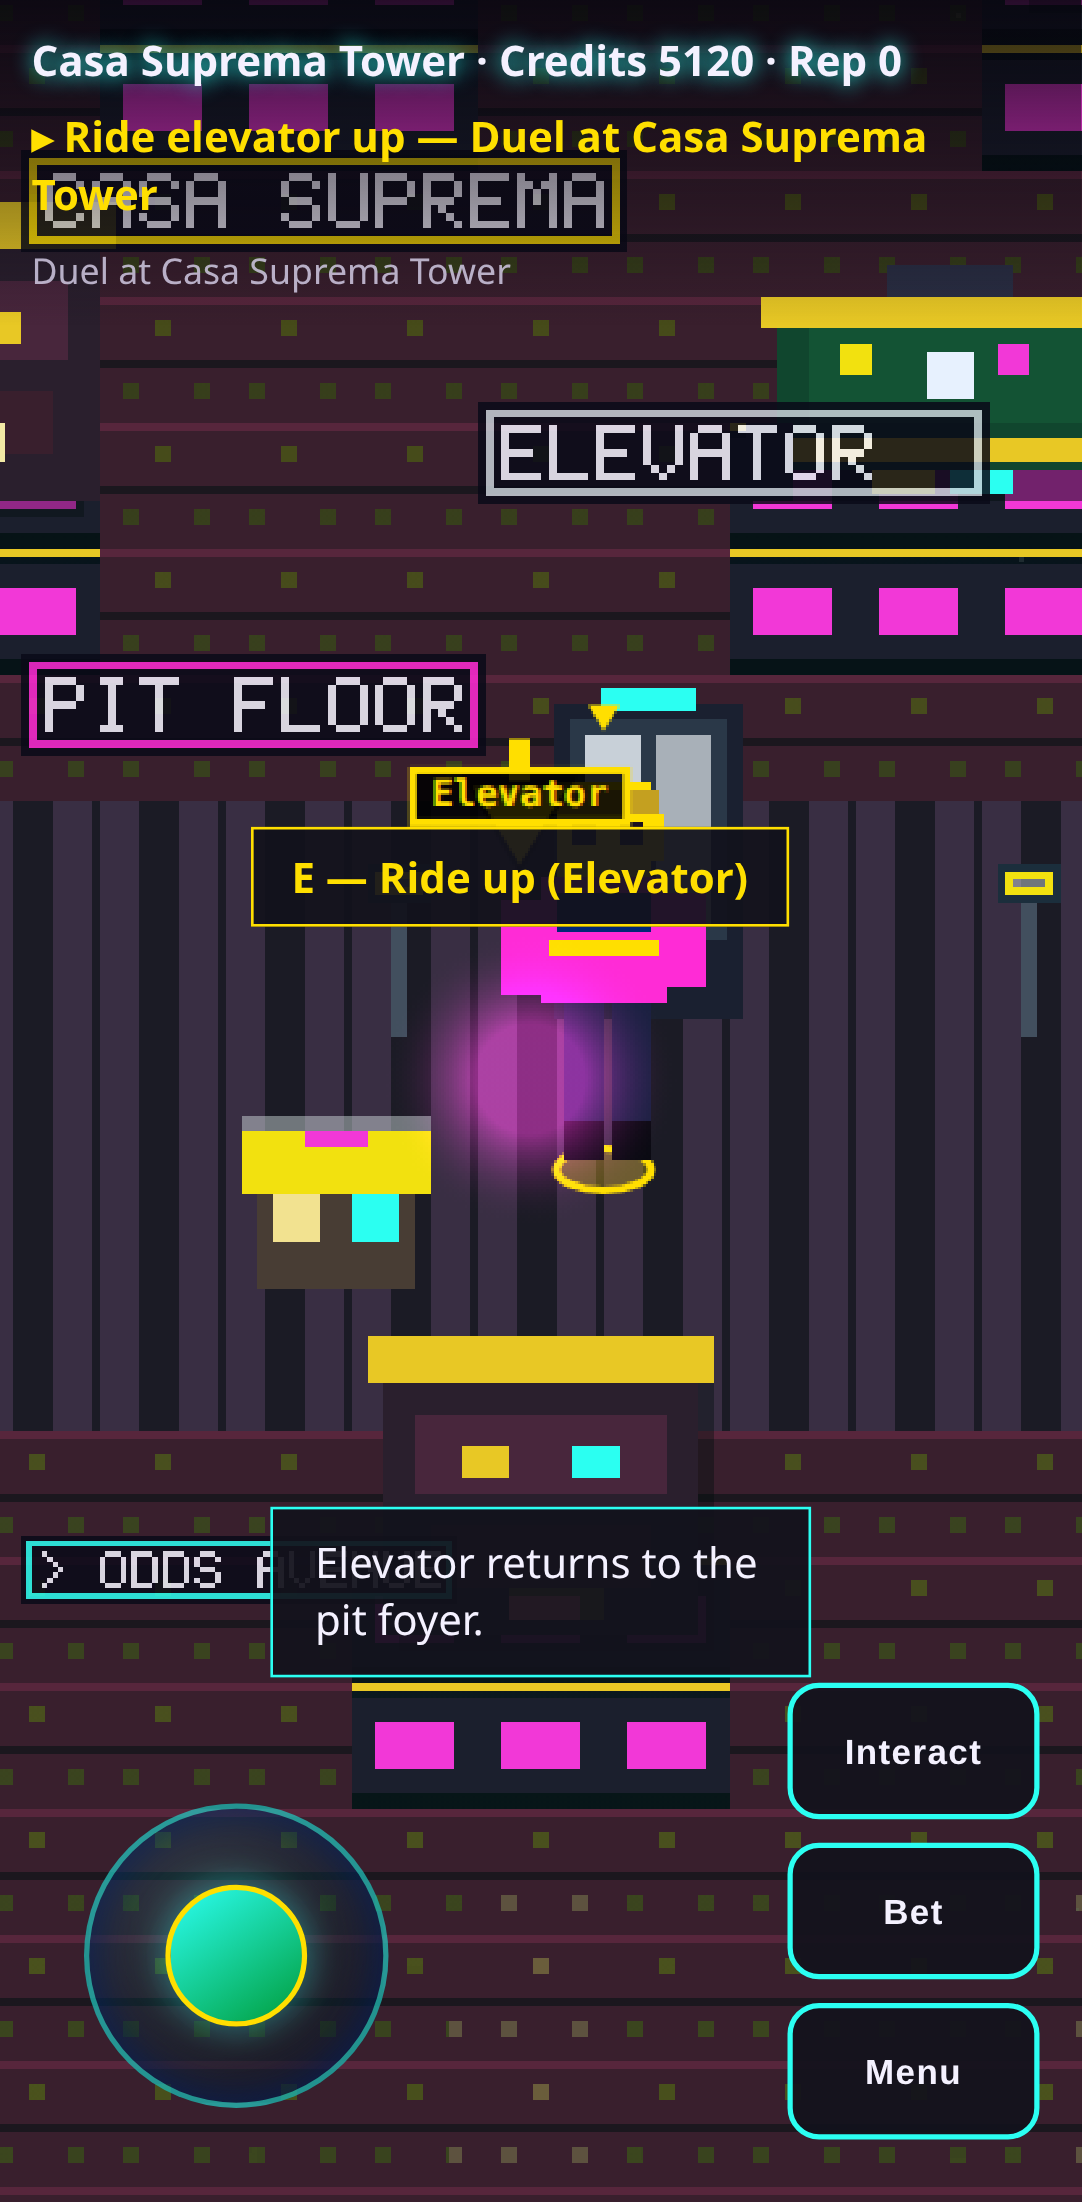 Casa Suprema Tower · Credits 5120 · Rep 0
▸ Ride elevator up — Duel at Casa Suprema
Tower
CASA SUPREMA
Duel at Casa Suprema Tower
ELEVATOR
PIT FLOOR
Elevator
E — Ride up (Elevator)
> ODDS AVENUE
Elevator returns to the
pit foyer.
Interact
Bet
Menu